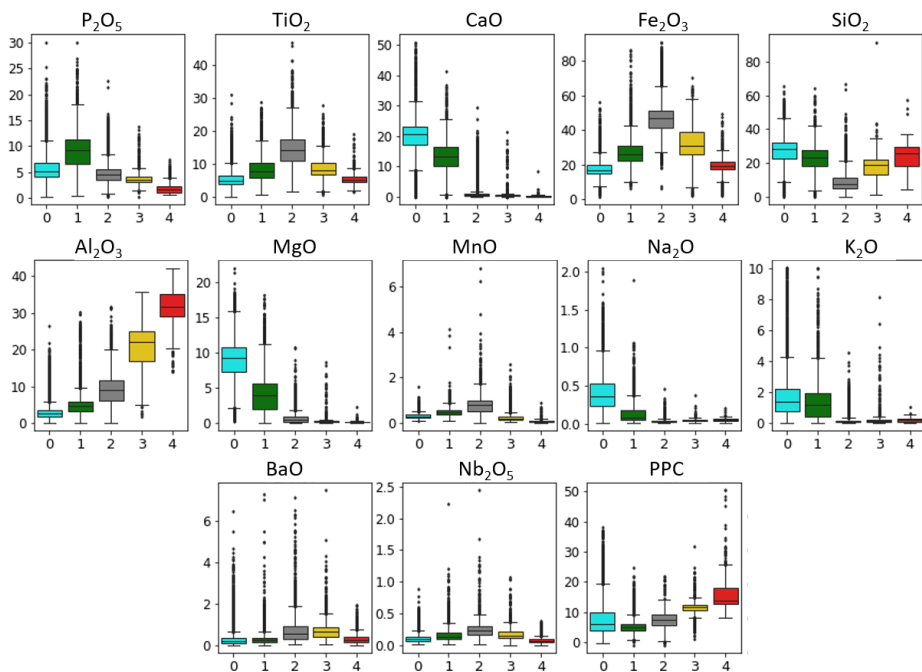 P₂O₅ TiO₂ CaO Fe₂O₃ SiO₂
30 25 20 15 10 5 0
0 1 2 3 4
40 30 20 10 0
0 1 2 3 4
50 40 30 20 10 0
0 1 2 3 4
80 60 40 20 0
0 1 2 3 4
80 60 40 20 0
0 1 2 3 4
Al₂O₃ MgO MnO Na₂O K₂O
40 30 20 10 0
0 1 2 3 4
20 15 10 5 0
0 1 2 3 4
6 4 2 0
0 1 2 3 4
2.0 1.5 1.0 0.5 0.0
0 1 2 3 4
10 8 6 4 2 0
0 1 2 3 4
BaO Nb₂O₅ PPC
6 4 2 0
0 1 2 3 4
2.5 2.0 1.5 1.0 0.5 0.0
0 1 2 3 4
50 40 30 20 10 0
0 1 2 3 4